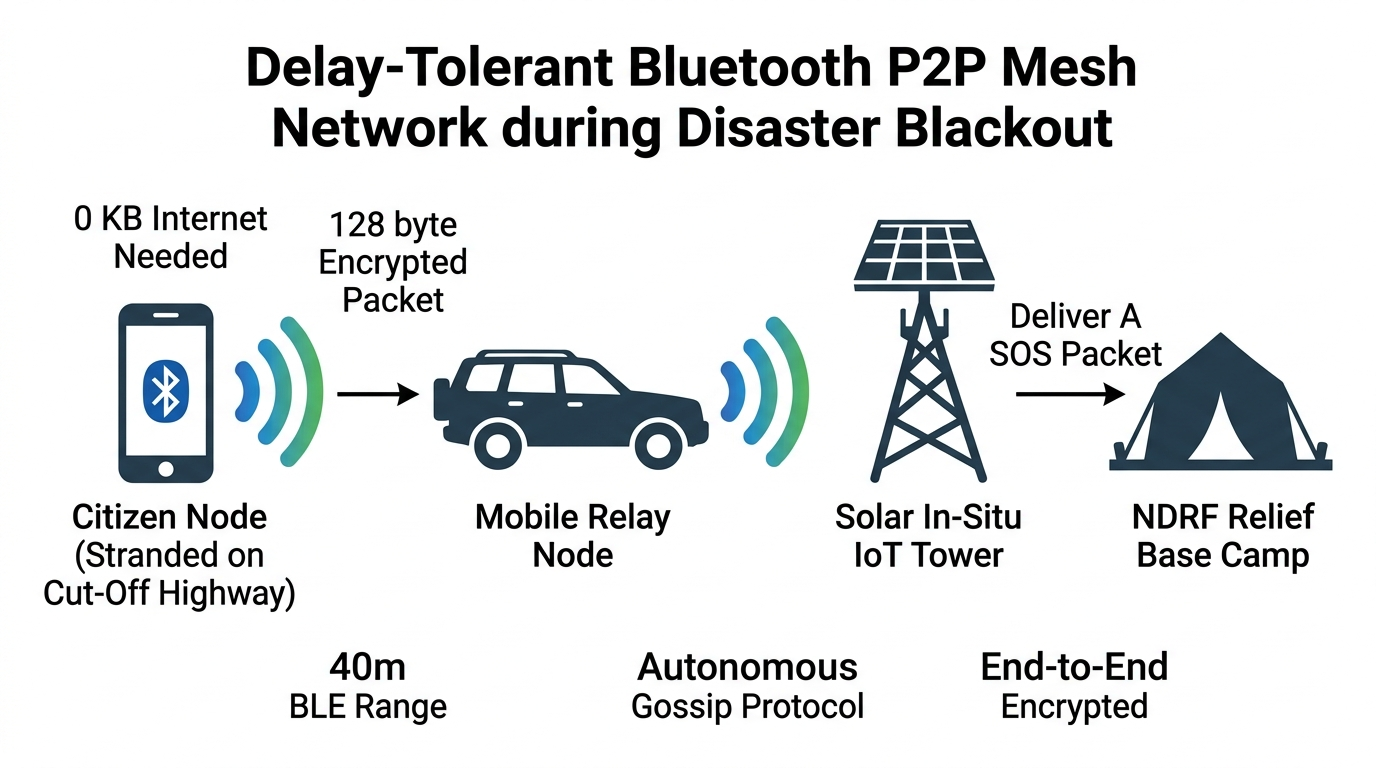 Delay-Tolerant Bluetooth P2P Mesh
Network during Disaster Blackout
0 KB Internet
Needed
128 byte
Encrypted
Packet
Deliver A
SOS Packet
Citizen Node
(Stranded on
Cut-Off Highway)
Mobile Relay
Node
Solar In-Situ
IoT Tower
NDRF Relief
Base Camp
40m
BLE Range
Autonomous
Gossip Protocol
End-to-End
Encrypted